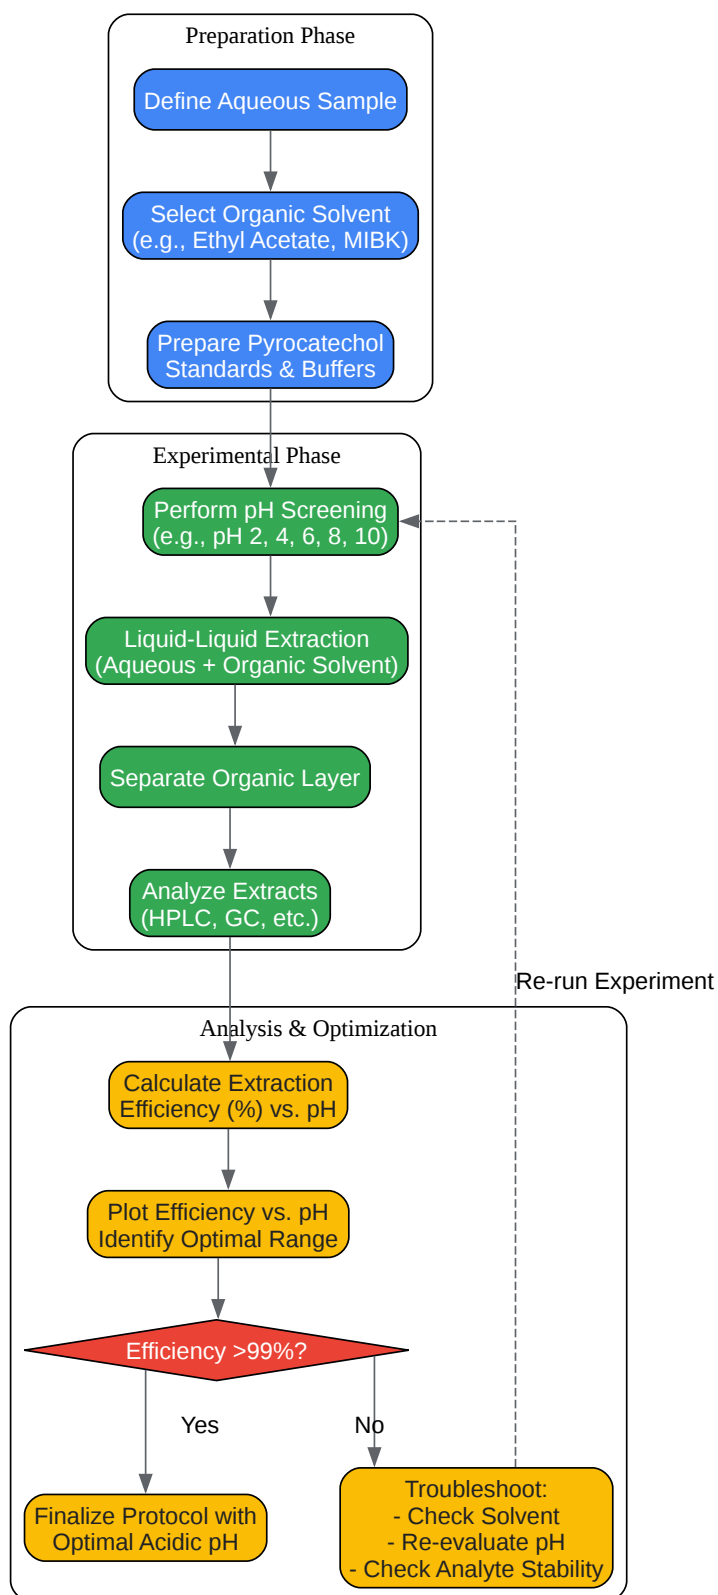 Preparation Phase
Define Aqueous Sample
Select Organic Solvent
(e.g., Ethyl Acetate, MIBK)
Prepare Pyrocatechol
Standards & Buffers
Experimental Phase
Perform pH Screening
(e.g., pH 2, 4, 6, 8, 10)
Liquid-Liquid Extraction
(Aqueous + Organic Solvent)
Separate Organic Layer
Analyze Extracts
(HPLC, GC, etc.)
Re-run Experiment
Analysis & Optimization
Calculate Extraction
Efficiency (%) vs. pH
Plot Efficiency vs. pH
Identify Optimal Range
Efficiency >99%?
Yes
No
Finalize Protocol with
Optimal Acidic pH
Troubleshoot:
- Check Solvent
- Re-evaluate pH
- Check Analyte Stability